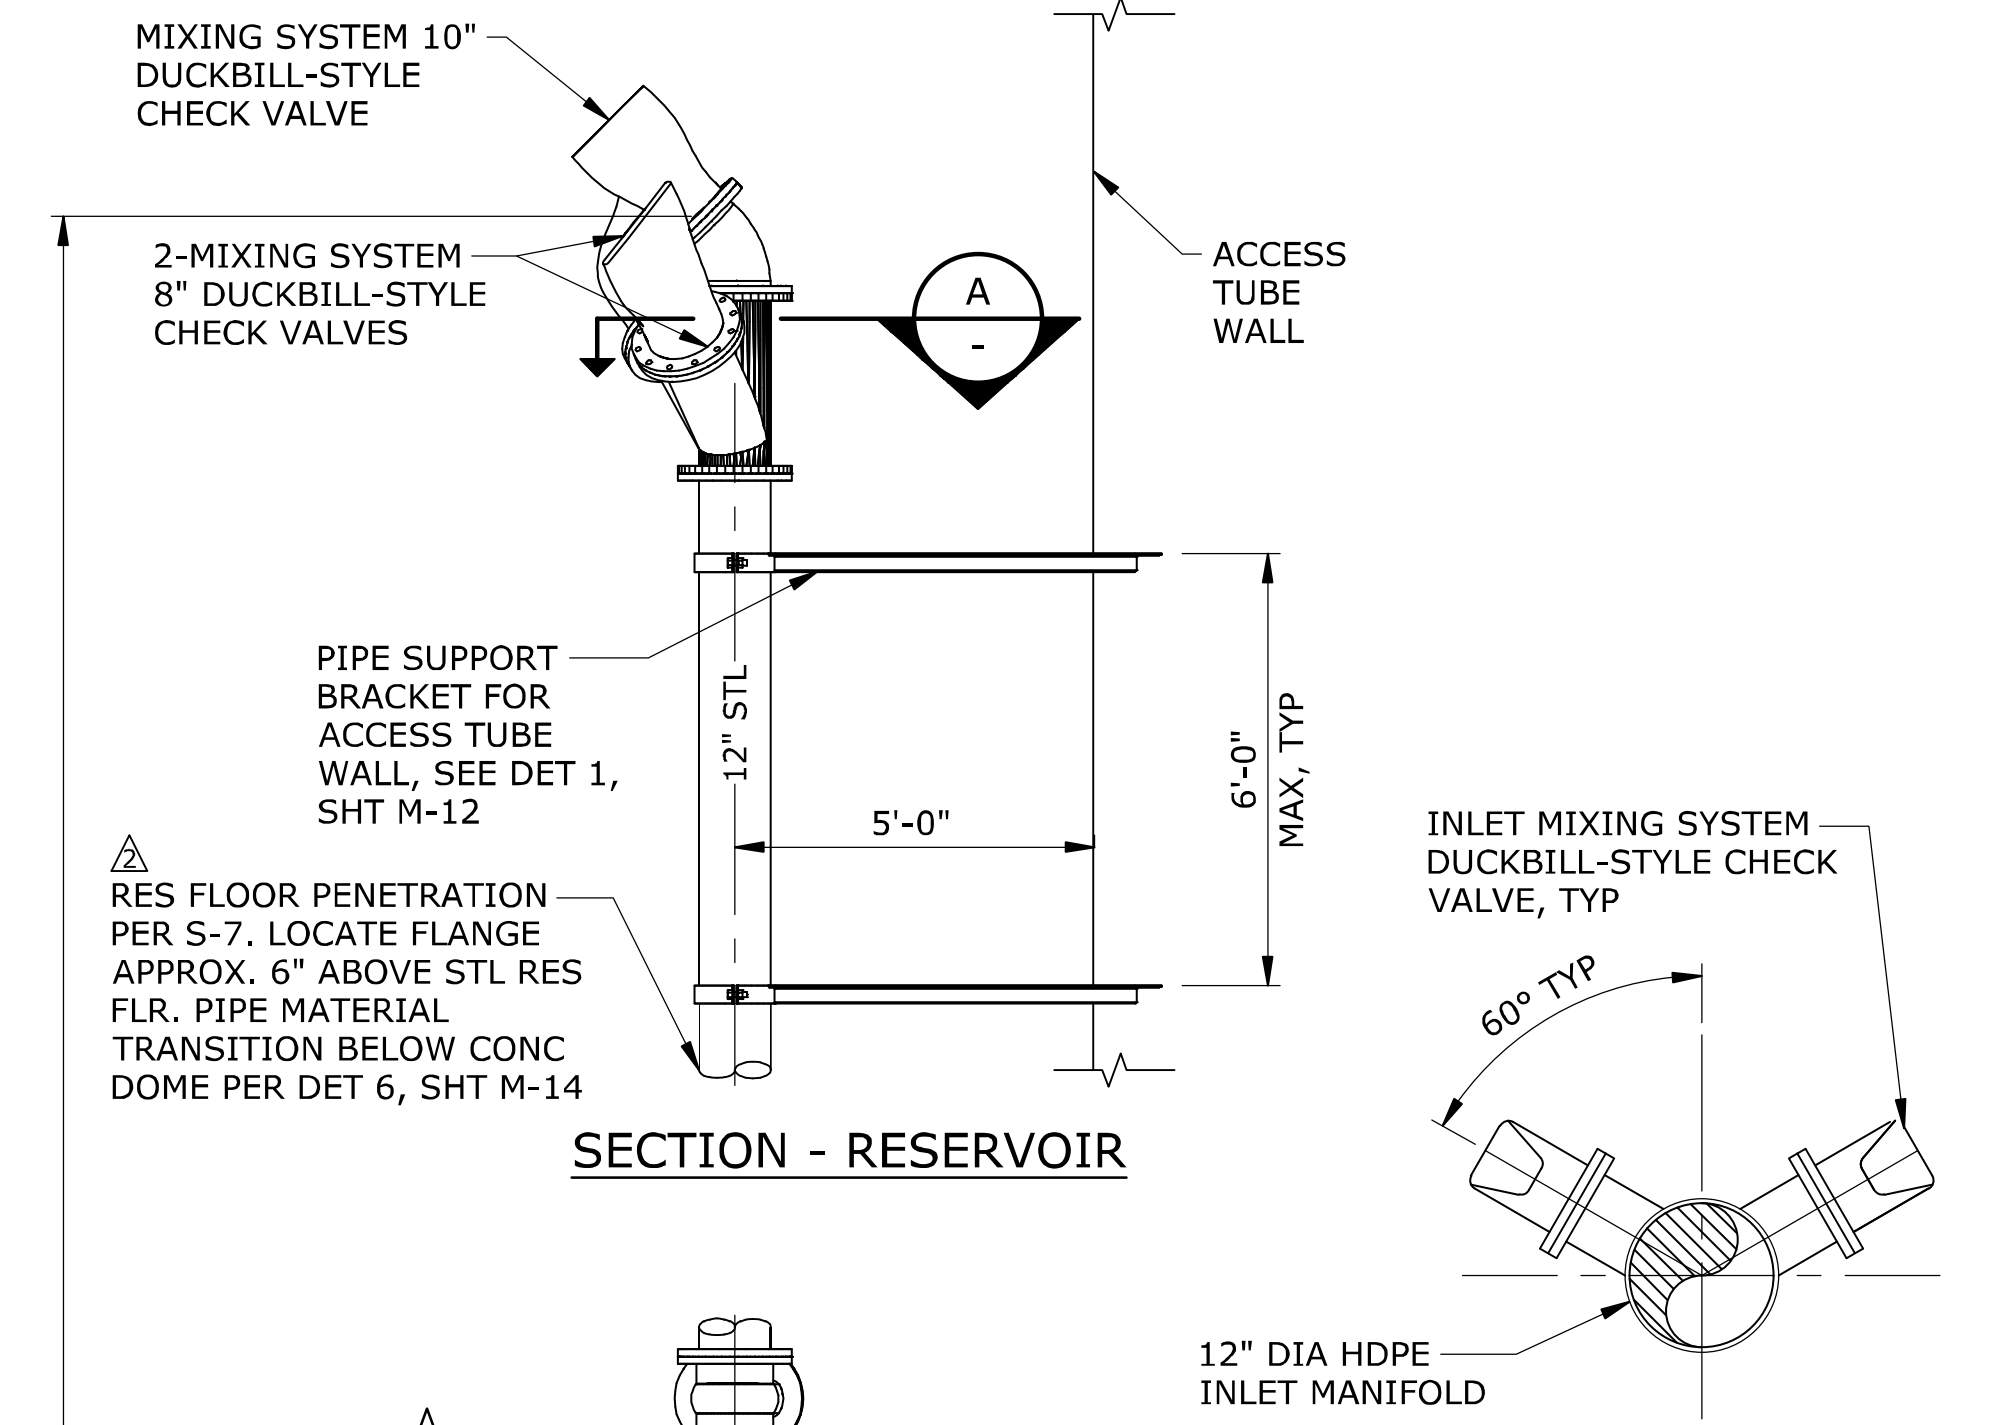 MIXING SYSTEM 10"
DUCKBILL-STYLE
CHECK VALVE
2-MIXING SYSTEM
8" DUCKBILL-STYLE
CHECK VALVES
A
-
ACCESS
TUBE
WALL
PIPE SUPPORT
BRACKET FOR
ACCESS TUBE
WALL, SEE DET 1,
SHT M-12
12" STL
5'-0"
6'-0"
MAX, TYP
2
RES FLOOR PENETRATION
PER S-7. LOCATE FLANGE
APPROX. 6" ABOVE STL RES
FLR. PIPE MATERIAL
TRANSITION BELOW CONC
DOME PER DET 6, SHT M-14
SECTION - RESERVOIR
INLET MIXING SYSTEM
DUCKBILL-STYLE CHECK
VALVE, TYP
60° TYP
12" DIA HDPE
INLET MANIFOLD